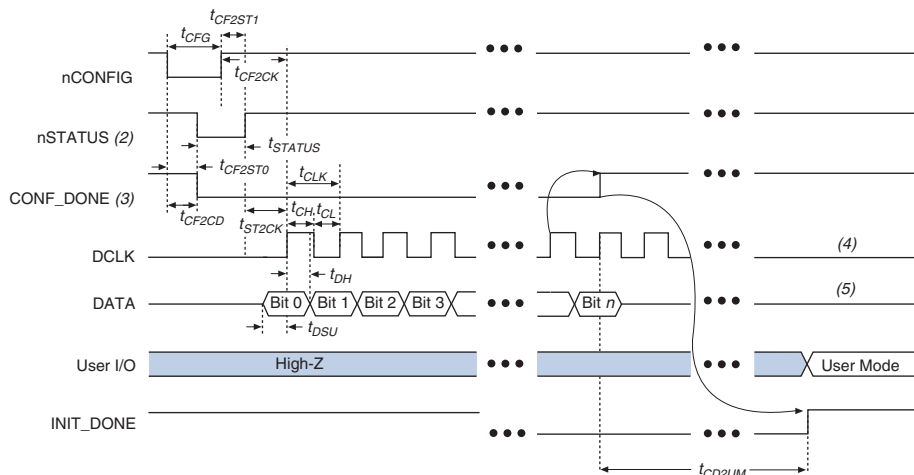 tCF2ST1
tCFG
nCONFIG
tCF2CK
nSTATUS (2)
tSTATUS
tCF2ST0
tCLK
CONF_DONE (3)
tCF2CD
tST2CK
tCH
tCL
DCLK
(4)
tDH
DATA
Bit 0
Bit 1
Bit 2
Bit 3
Bit n
(5)
tDSU
User I/O
High-Z
User Mode
INIT_DONE
tCD2UM